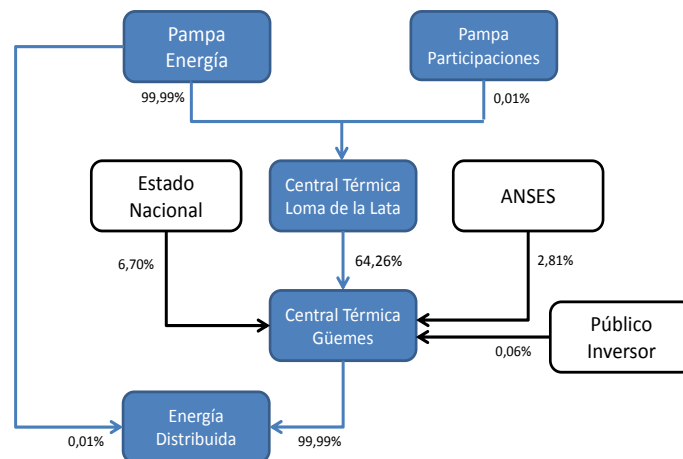 Pampa
Energía
Pampa
Participaciones
99,99%
0,01%
Estado
Nacional
Central Térmica
Loma de la Lata
ANSES
6,70%
64,26%
2,81%
Central Térmica
Güemes
Público
Inversor
0,06%
Energía
Distribuida
0,01%
99,99%